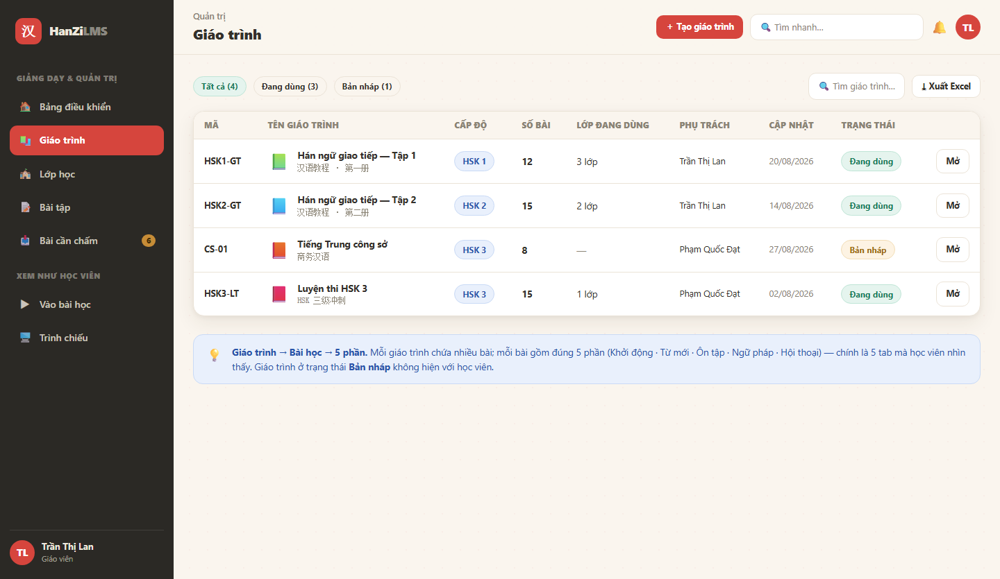 汉 HanZiLMS
GIẢNG DẠY & QUẢN TRỊ
Bảng điều khiển
Giáo trình
Lớp học
Bài tập
Bài cần chấm 6
XEM NHƯ HỌC VIÊN
Vào bài học
Trình chiếu
TL Trần Thị Lan
Giáo viên
Quản trị
Giáo trình
+ Tạo giáo trình
Tìm nhanh...
TL
Tất cả (4) Đang dùng (3) Bản nháp (1)
Tìm giáo trình...
⤓ Xuất Excel
MÃ TÊN GIÁO TRÌNH CẤP ĐỘ SỐ BÀI LỚP ĐANG DÙNG PHỤ TRÁCH CẬP NHẬT TRẠNG THÁI
HSK1-GT Hán ngữ giao tiếp — Tập 1 HSK 1 12 3 lớp Trần Thị Lan 20/08/2026 Đang dùng Mở
汉语教程 · 第一册
HSK2-GT Hán ngữ giao tiếp — Tập 2 HSK 2 15 2 lớp Trần Thị Lan 14/08/2026 Đang dùng Mở
汉语教程 · 第二册
CS-01 Tiếng Trung công sở HSK 3 8 — Phạm Quốc Đạt 27/08/2026 Bản nháp Mở
商务汉语
HSK3-LT Luyện thi HSK 3 HSK 3 15 1 lớp Phạm Quốc Đạt 02/08/2026 Đang dùng Mở
HSK 三级冲刺
Giáo trình → Bài học → 5 phần. Mỗi giáo trình chứa nhiều bài; mỗi bài gồm đúng 5 phần (Khởi động · Từ mới · Ôn tập · Ngữ pháp · Hội thoại) — chính là 5 tab mà học viên nhìn
thấy. Giáo trình ở trạng thái Bản nháp không hiện với học viên.